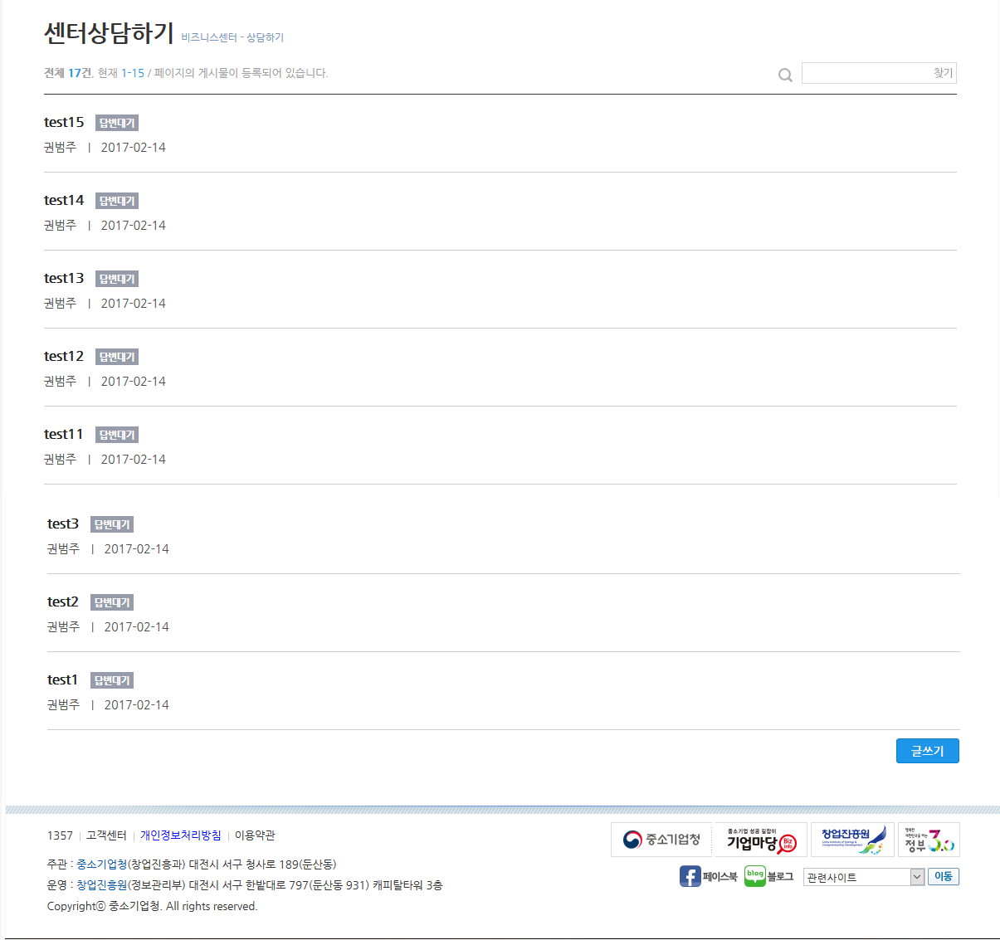 센터상담하기 비즈니스센터 - 상담하기
전체 17건, 현재 1-15 / 페이지의 게시물이 등록되어 있습니다. 찾기
test15 답변대기
권범주 | 2017-02-14
test14 답변대기
권범주 | 2017-02-14
test13 답변대기
권범주 | 2017-02-14
test12 답변대기
권범주 | 2017-02-14
test11 답변대기
권범주 | 2017-02-14
test3 답변대기
권범주 | 2017-02-14
test2 답변대기
권범주 | 2017-02-14
test1 답변대기
권범주 | 2017-02-14
글쓰기
1357 | 고객센터 | 개인정보처리방침 | 이용약관
주관 : 중소기업청(창업진흥과) 대전시 서구 청사로 189(둔산동)
운영 : 창업진흥원(정보관리부) 대전시 서구 한밭대로 797(둔산동 931) 캐피탈타워 3층
Copyrightⓒ 중소기업청. All rights reserved.
중소기업청
중소기업 성공 길잡이
기업마당 Biz info
창업진흥원
행복한
대한민국을 여는
정부 3.0
페이스북 blog 블로그 관련사이트 이동